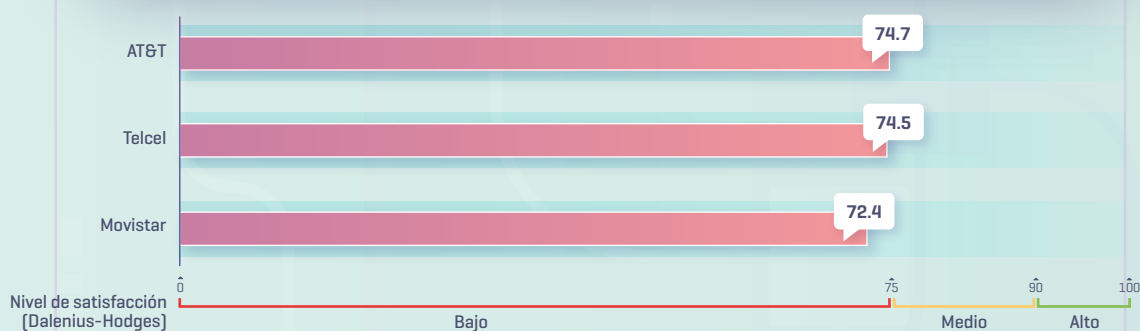 AT&T
74.7
Telcel
74.5
Movistar
72.4
0
75
90
100
Nivel de satisfacción
(Dalenius-Hodges)
Bajo
Medio
Alto